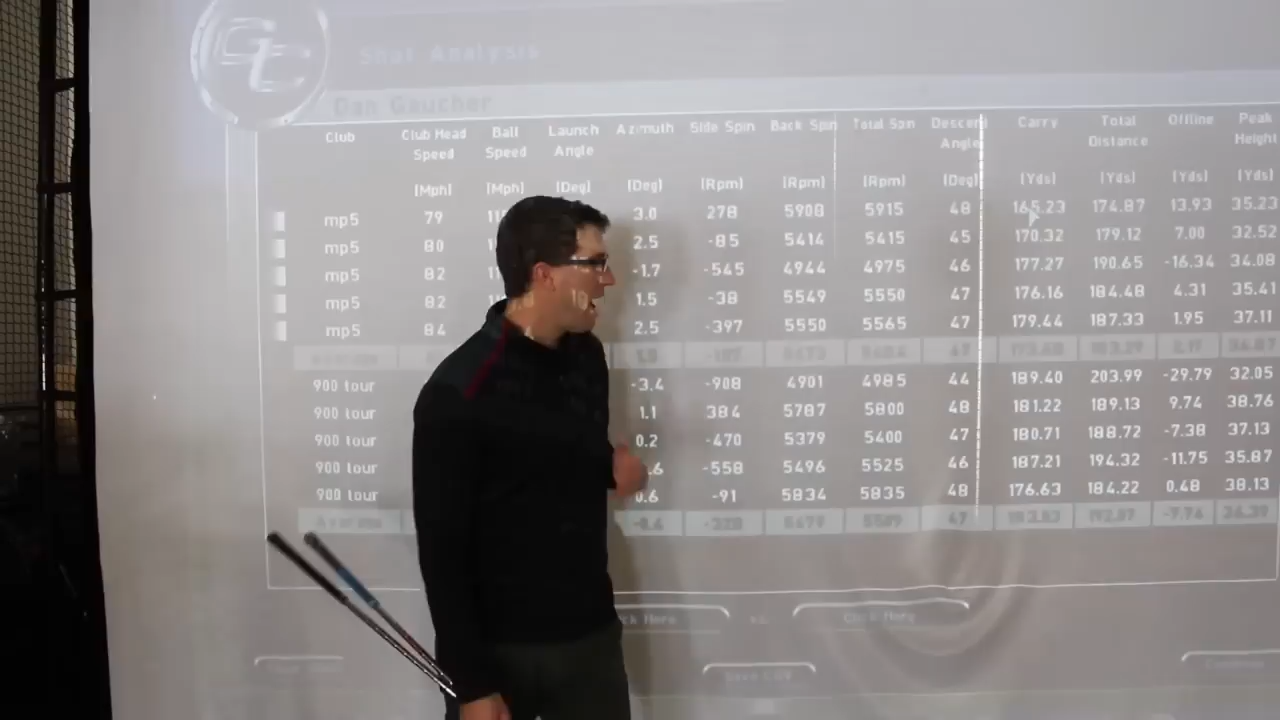 GC
Shot Analysis
Dan Gaucher
Club Club Head Speed Ball Speed Launch Angle Azimuth Side Spin Back Spin Total Spin Descent Angle Carry Total Distance Offline Peak Height
(Mph) (Mph) (Deg) (Deg) (Rpm) (Rpm) (Rpm) (Deg) (Yds) (Yds) (Yds) (Yds)
mp5 79 3.0 278 5908 5915 48 165.23 174.87 13.93 35.23
mp5 80 2.5 -85 5414 5415 45 170.32 179.12 7.00 32.52
mp5 82 -1.7 -545 4944 4975 46 177.27 190.65 -16.34 34.08
mp5 82 1.5 -38 5549 5550 47 176.16 184.48 4.31 35.41
mp5 84 2.5 -397 5550 5565 47 179.44 187.33 1.95 37.11
900 tour -3.4 -908 4901 4985 44 189.40 203.99 -29.79 32.05
900 tour 1.1 384 5787 5800 48 181.22 189.13 9.74 38.76
900 tour 0.2 -470 5379 5400 47 180.71 188.72 -7.38 37.13
900 tour .6 -558 5496 5525 46 187.21 194.32 -11.75 35.87
900 tour 0.6 -91 5834 5835 48 176.63 184.22 0.48 38.13
Average 47
Here Click Here